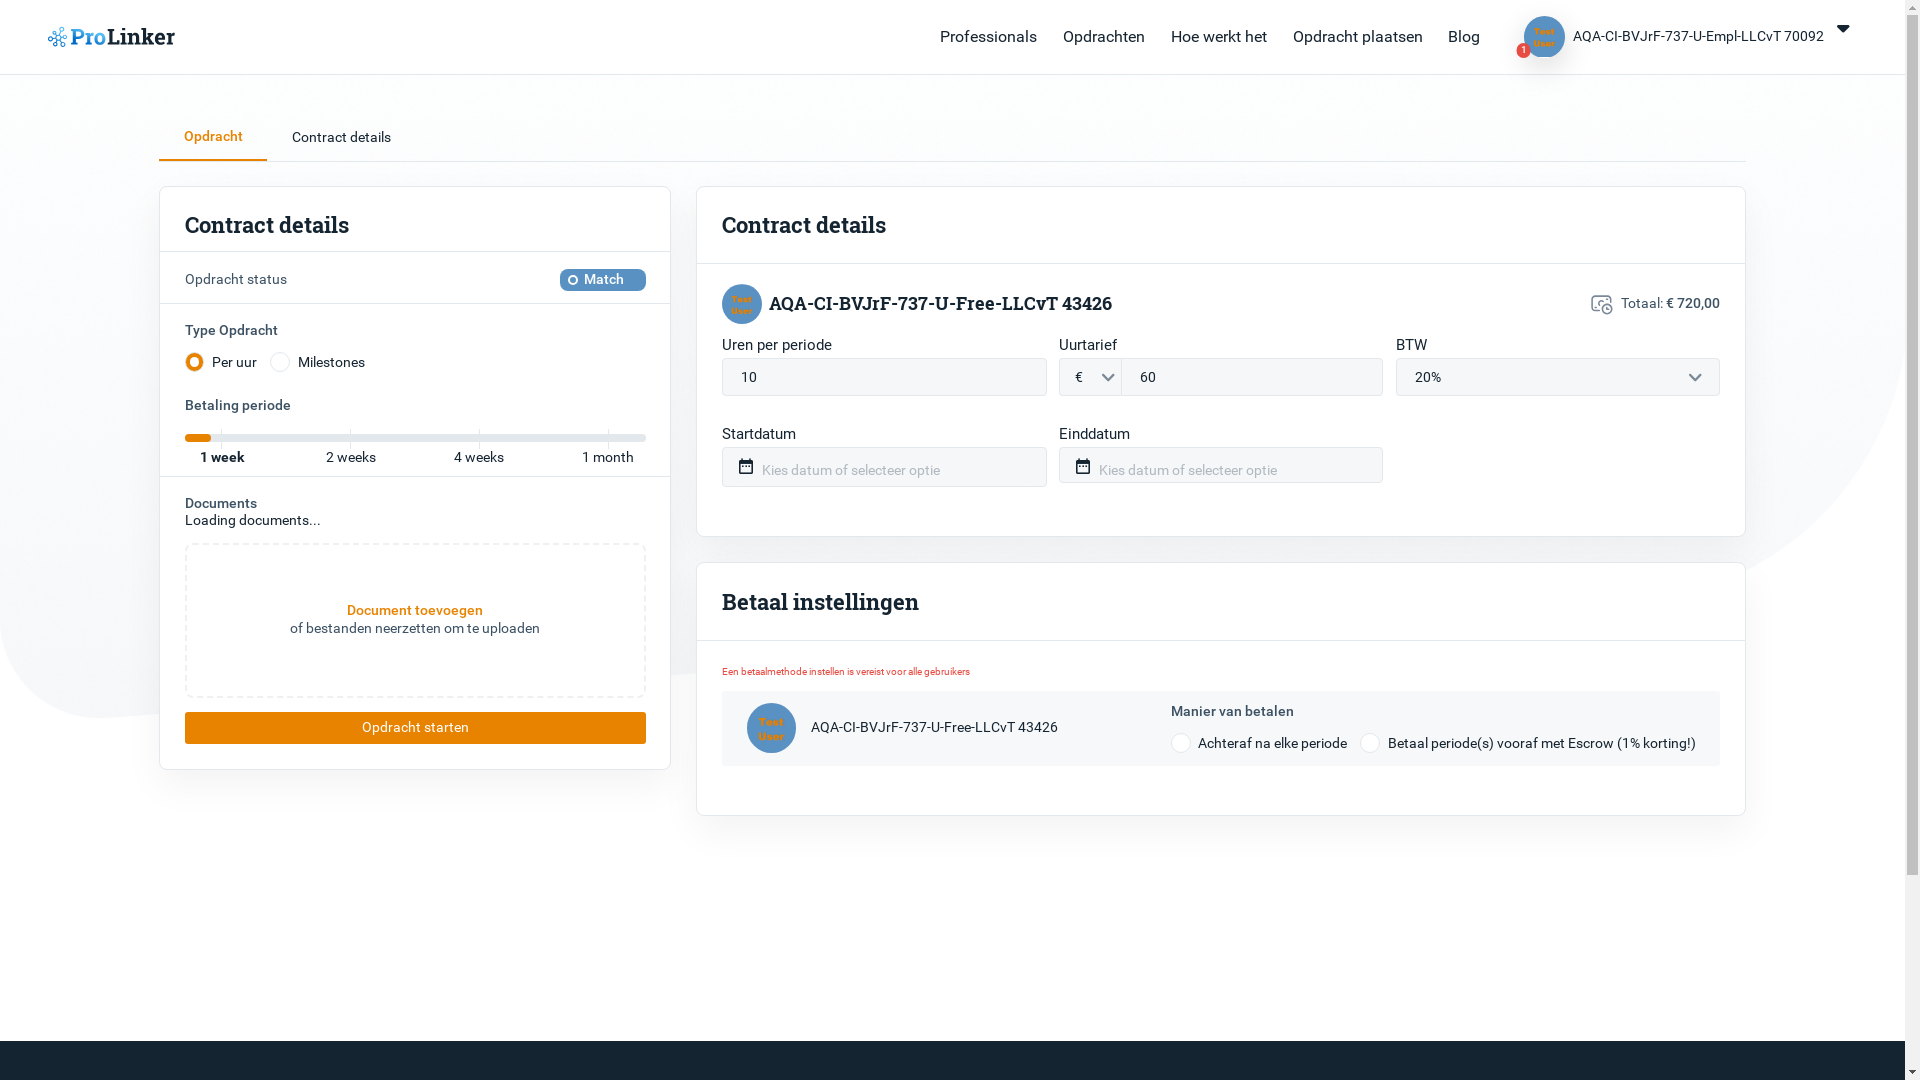 ProLinker
Professionals
Opdrachten
Hoe werkt het
Opdracht plaatsen
Blog
Test
User
1
AQA-CI-BVJrF-737-U-Empl-LLCvT 70092
Opdracht
Contract details
Contract details
Opdracht status
Match
Type Opdracht
Per uur
Milestones
Betaling periode
1 week
2 weeks
4 weeks
1 month
Documents
Loading documents...
Document toevoegen
of bestanden neerzetten om te uploaden
Opdracht starten
Contract details
Test
User
AQA-CI-BVJrF-737-U-Free-LLCvT 43426
Totaal: € 720,00
Uren per periode
10
Uurtarief
€
60
BTW
20%
Startdatum
Kies datum of selecteer optie
Einddatum
Kies datum of selecteer optie
Betaal instellingen
Een betaalmethode instellen is vereist voor alle gebruikers
Test
User
AQA-CI-BVJrF-737-U-Free-LLCvT 43426
Manier van betalen
Achteraf na elke periode
Betaal periode(s) vooraf met Escrow (1% korting!)